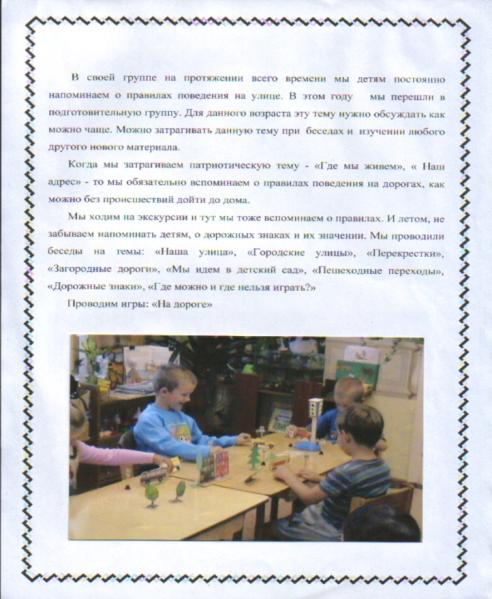 В своей группе на протяжении всего времени мы детям постоянно
напоминаем о правилах поведения на улице. В этом году мы перешли в
подготовительную группу. Для данного возраста эту тему нужно обсуждать как
можно чаще. Можно затрагивать данную тему при беседах и изучении любого
другого нового материала.
Когда мы затрагиваем патриотическую тему - «Где мы живем», « Наш
адрес» - то мы обязательно вспоминаем о правилах поведения на дорогах, как
можно без происшествий дойти до дома.
Мы ходим на экскурсии и тут мы тоже вспоминаем о правилах. И летом, не
забываем напоминать детям, о дорожных знаках и их значении. Мы проводили
беседы на темы: «Наша улица», «Городские улицы», «Перекрестки»,
«Загородные дороги», «Мы идем в детский сад», «Пешеходные переходы»,
«Дорожные знаки», «Где можно и где нельзя играть?»
Проводим игры: «На дороге»